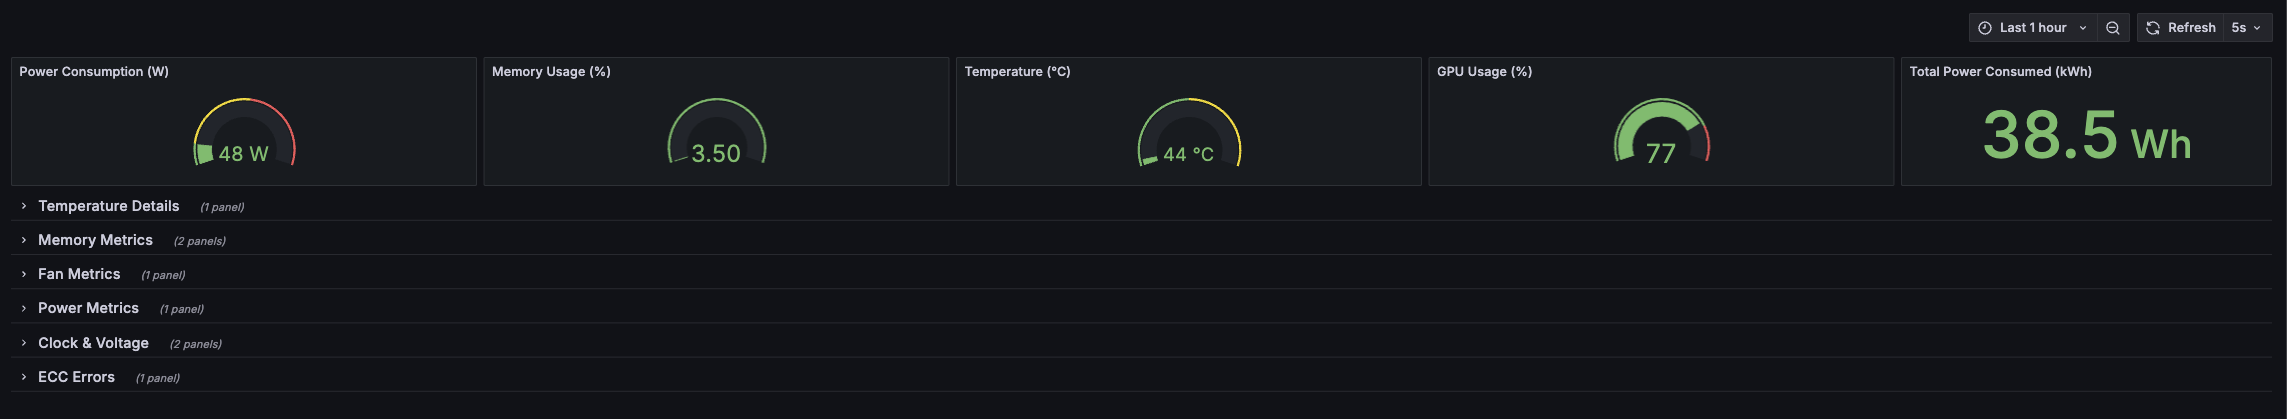 Last 1 hour
Refresh 5s
Power Consumption (W)
48 W
Memory Usage (%)
3.50
Temperature (°C)
44 °C
GPU Usage (%)
77
Total Power Consumed (kWh)
38.5 Wh
Temperature Details (1 panel)
Memory Metrics (2 panels)
Fan Metrics (1 panel)
Power Metrics (1 panel)
Clock & Voltage (2 panels)
ECC Errors (1 panel)